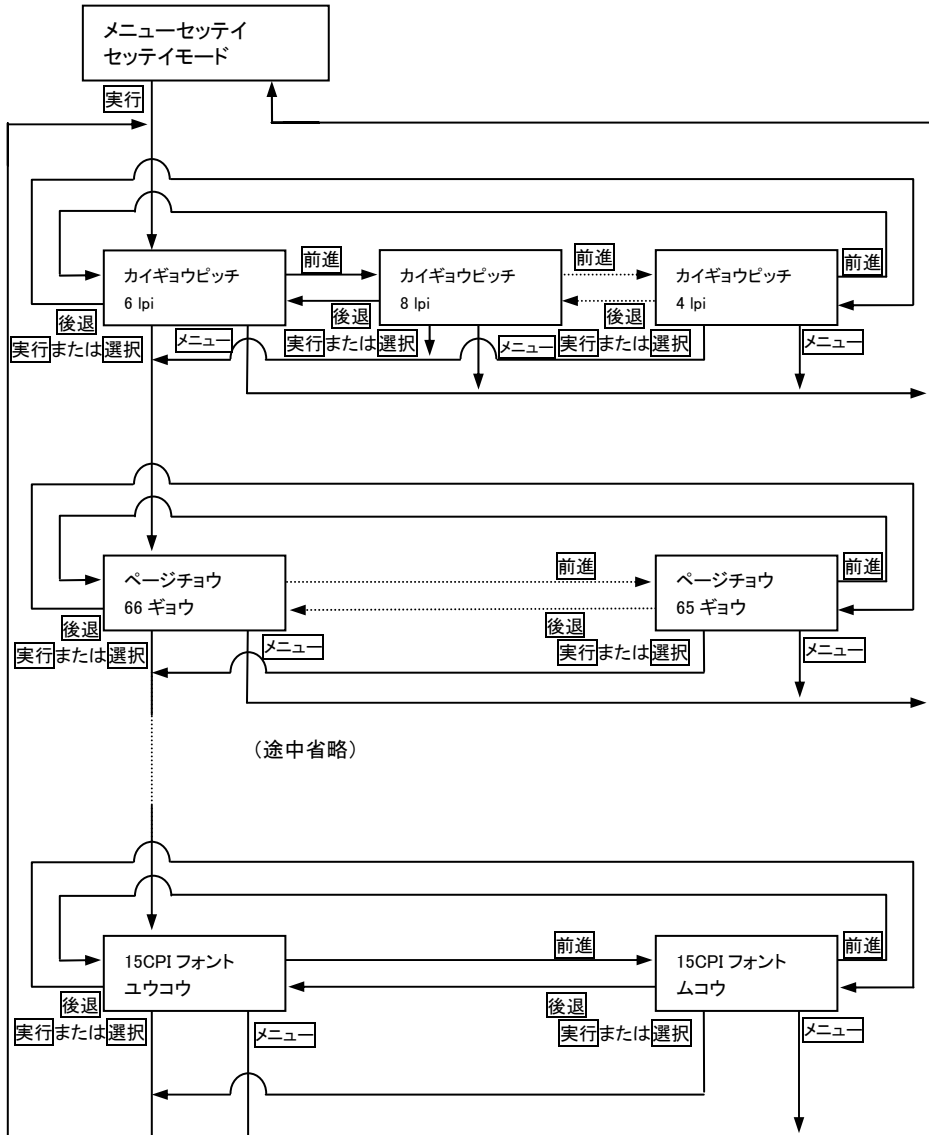 メニューセッテイ
セッテイモード
実行
カイギョウピッチ
6 lpi
前進
カイギョウピッチ
8 lpi
前進
カイギョウピッチ
4 lpi
前進
後退
実行または選択
メニュー
後退
実行または選択
メニュー
後退
実行または選択
メニュー
ページチョウ
66 ギョウ
前進
ページチョウ
65 ギョウ
前進
後退
実行または選択
メニュー
後退
実行または選択
メニュー
（途中省略）
15CPI フォント
ユウコウ
前進
15CPI フォント
ムコウ
前進
後退
実行または選択
メニュー
後退
実行または選択
メニュー